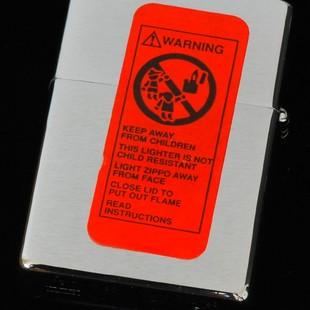 WARNING
KEEP AWAY
FROM CHILDREN
THIS LIGHTER IS NOT
CHILD RESISTANT
LIGHT ZIPPO AWAY
FROM FACE
CLOSE LID TO
PUT OUT FLAME
READ
INSTRUCTIONS